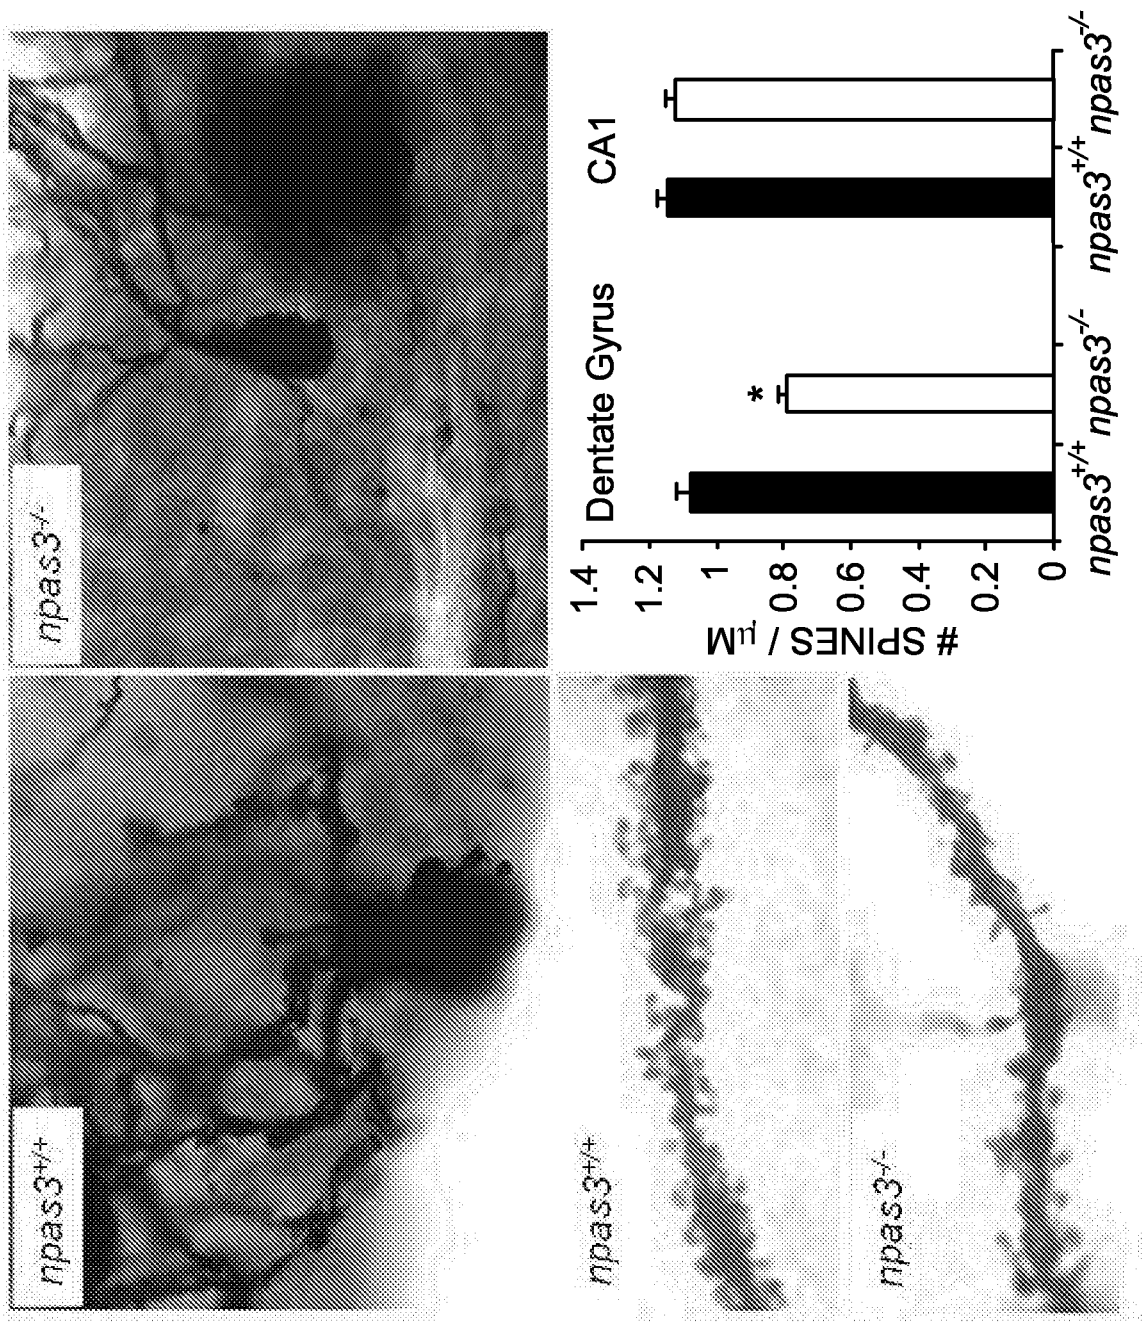 npas3+/+
npas3-/-
npas3+/+
npas3-/-
Dentate Gyrus
CA1
# SPINES / µM
1.4
1.2
1
0.8
0.6
0.4
0.2
0
*
npas3+/+ npas3-/-
npas3+/+ npas3-/-